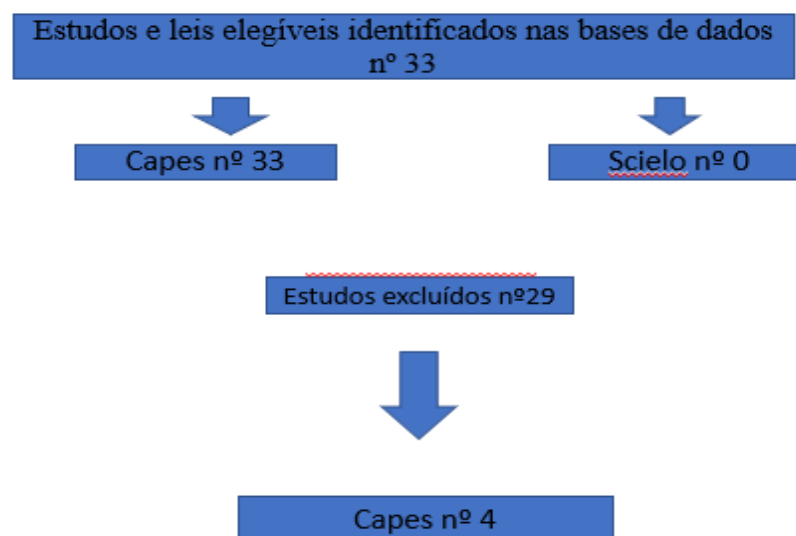 Estudos e leis elegíveis identificados nas bases de dados
nº 33
Capes nº 33
Scielo nº 0
Estudos excluídos nº29
Capes nº 4